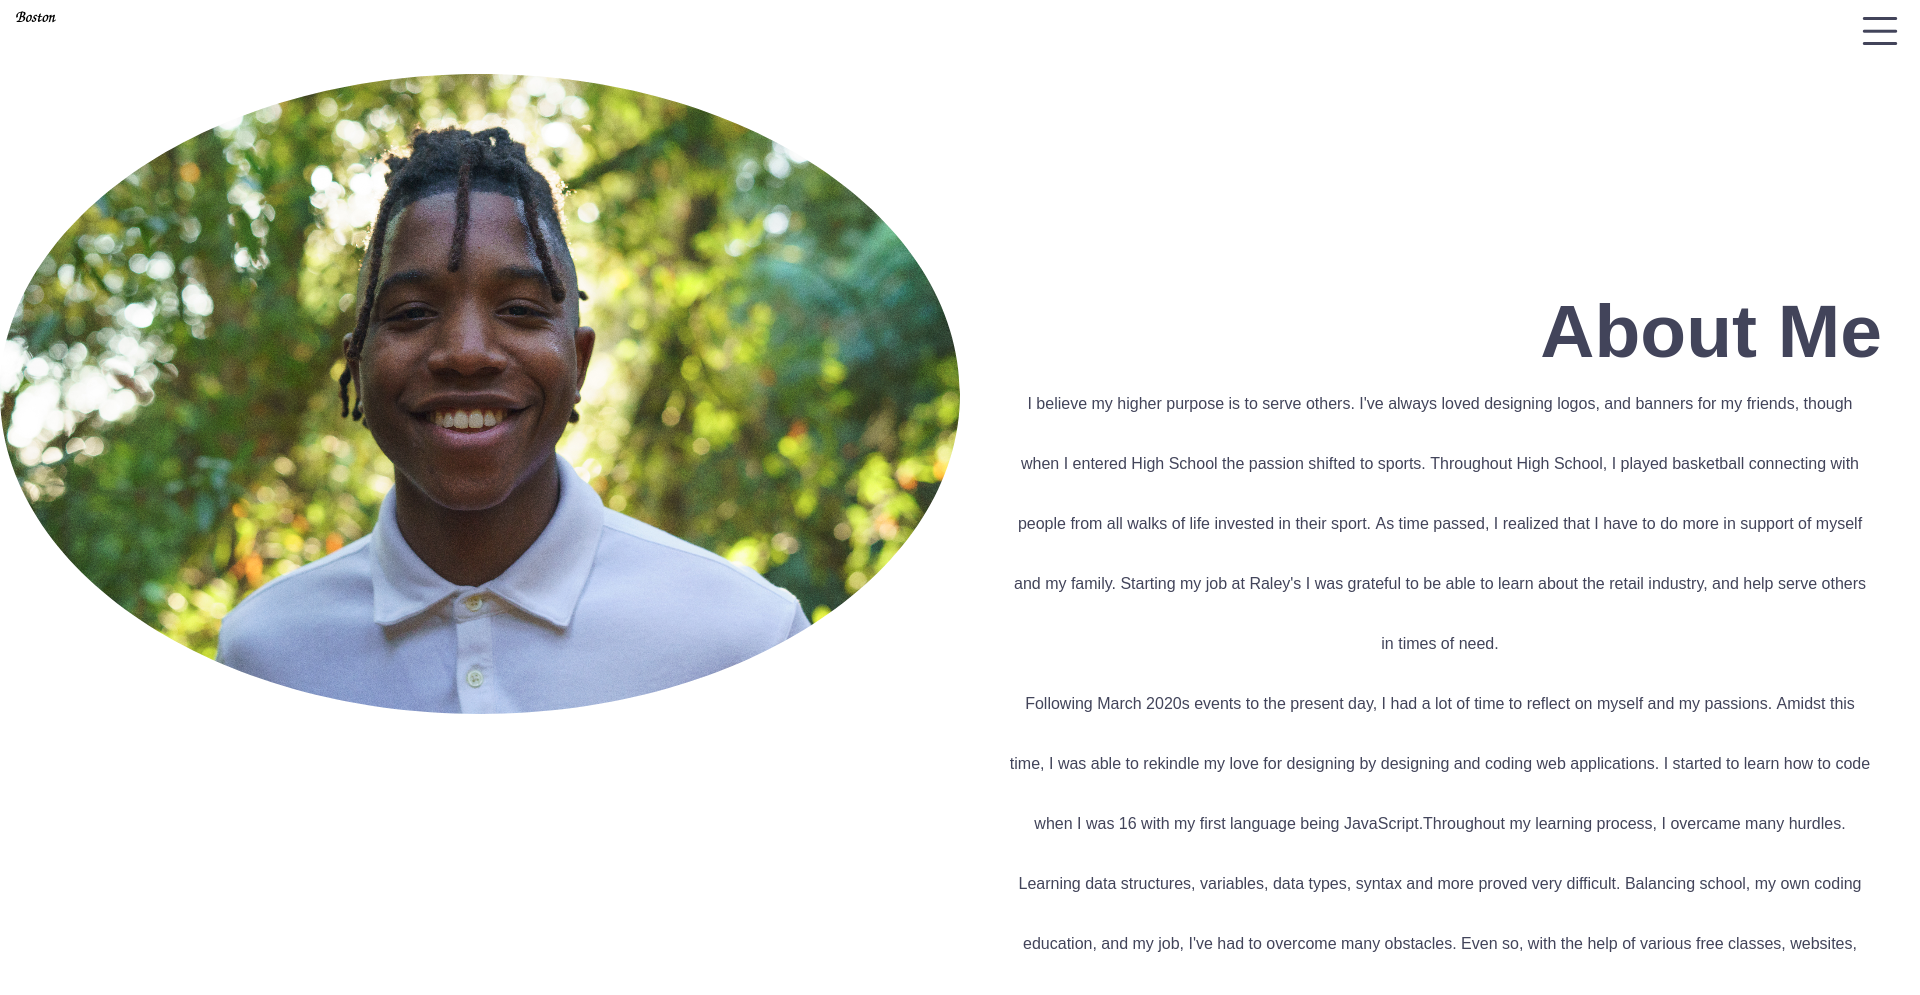 Boston
About Me
I believe my higher purpose is to serve others. I've always loved designing logos, and banners for my friends, though
when I entered High School the passion shifted to sports. Throughout High School, I played basketball connecting with
people from all walks of life invested in their sport. As time passed, I realized that I have to do more in support of myself
and my family. Starting my job at Raley's I was grateful to be able to learn about the retail industry, and help serve others
in times of need.
Following March 2020s events to the present day, I had a lot of time to reflect on myself and my passions. Amidst this
time, I was able to rekindle my love for designing by designing and coding web applications. I started to learn how to code
when I was 16 with my first language being JavaScript.Throughout my learning process, I overcame many hurdles.
Learning data structures, variables, data types, syntax and more proved very difficult. Balancing school, my own coding
education, and my job, I've had to overcome many obstacles. Even so, with the help of various free classes, websites,